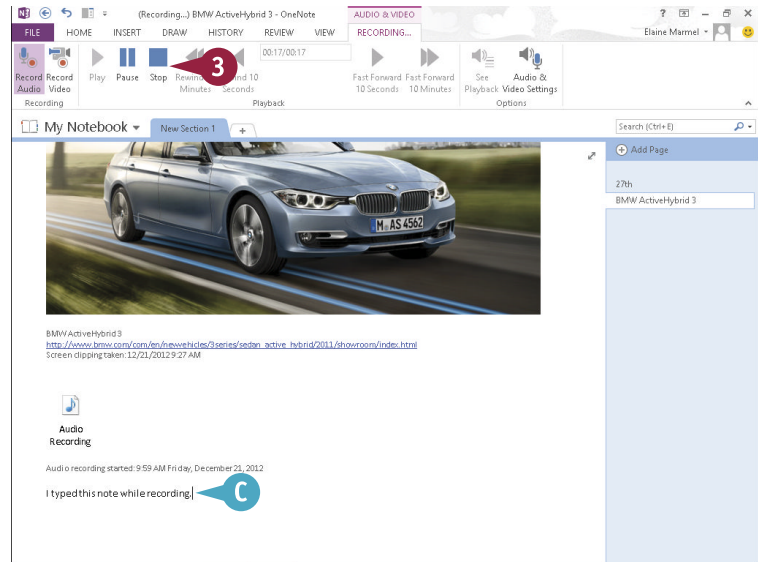 (Recording...) BMW ActiveHybrid 3 - OneNote
AUDIO & VIDEO
FILE HOME INSERT DRAW HISTORY REVIEW VIEW RECORDING... Elaine Marmel
00:17/00:17
3
Record Audio
Record Video
Play
Pause
Stop
Minutes
10
Seconds
Fast Forward 10 Seconds
Fast Forward 10 Minutes
See Playback
Audio & Video Settings
Recording Playback Options
My Notebook New Section 1 Search (Ctrl+E)
Add Page
27th
BMW ActiveHybrid 3
M AS 4562
BMW ActiveHybrid 3
http://www.bmw.com/com/en/newvehicles/3series/sedan_active_hybrid/2011/showroom/index.html
Screen clipping taken: 12/21/2012 9:27 AM
Audio
Recording
Audio recording started: 9:59 AM Friday, December 21, 2012
I typed this note while recording.
C